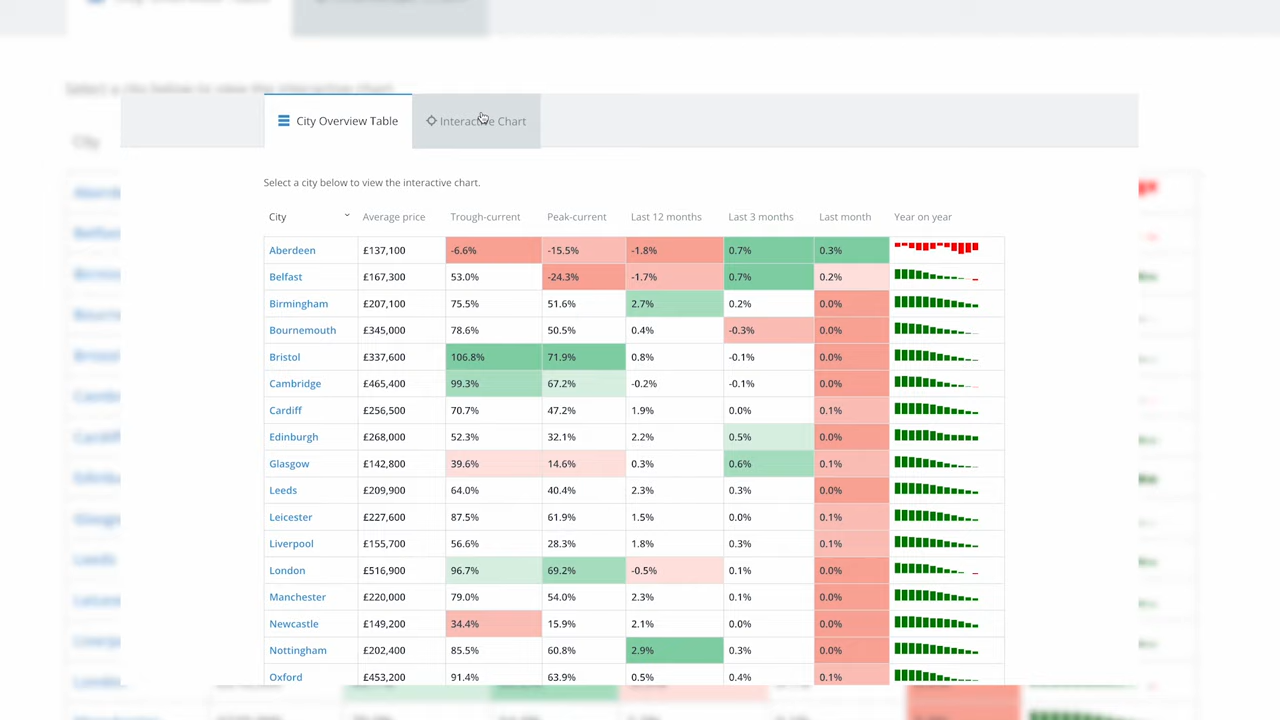 City Overview Table Interactive Chart
Select a city below to view the interactive chart.
City Average price Trough-current Peak-current Last 12 months Last 3 months Last month Year on year
Aberdeen £137,100 -6.6% -15.5% -1.8% 0.7% 0.3%
Belfast £167,300 53.0% -24.3% -1.7% 0.7% 0.2%
Birmingham £207,100 75.5% 51.6% 2.7% 0.2% 0.0%
Bournemouth £345,000 78.6% 50.5% 0.4% -0.3% 0.0%
Bristol £337,600 106.8% 71.9% 0.8% -0.1% 0.0%
Cambridge £465,400 99.3% 67.2% -0.2% -0.1% 0.0%
Cardiff £256,500 70.7% 47.2% 1.9% 0.0% 0.1%
Edinburgh £268,000 52.3% 32.1% 2.2% 0.5% 0.0%
Glasgow £142,800 39.6% 14.6% 0.3% 0.6% 0.1%
Leeds £209,900 64.0% 40.4% 2.3% 0.3% 0.0%
Leicester £227,600 87.5% 61.9% 1.5% 0.0% 0.1%
Liverpool £155,700 56.6% 28.3% 1.8% 0.3% 0.1%
London £516,900 96.7% 69.2% -0.5% 0.1% 0.0%
Manchester £220,000 79.0% 54.0% 2.3% 0.1% 0.0%
Newcastle £149,200 34.4% 15.9% 2.1% 0.0% 0.0%
Nottingham £202,400 85.5% 60.8% 2.9% 0.3% 0.0%
Oxford £453,200 91.4% 63.9% 0.5% 0.4% 0.1%